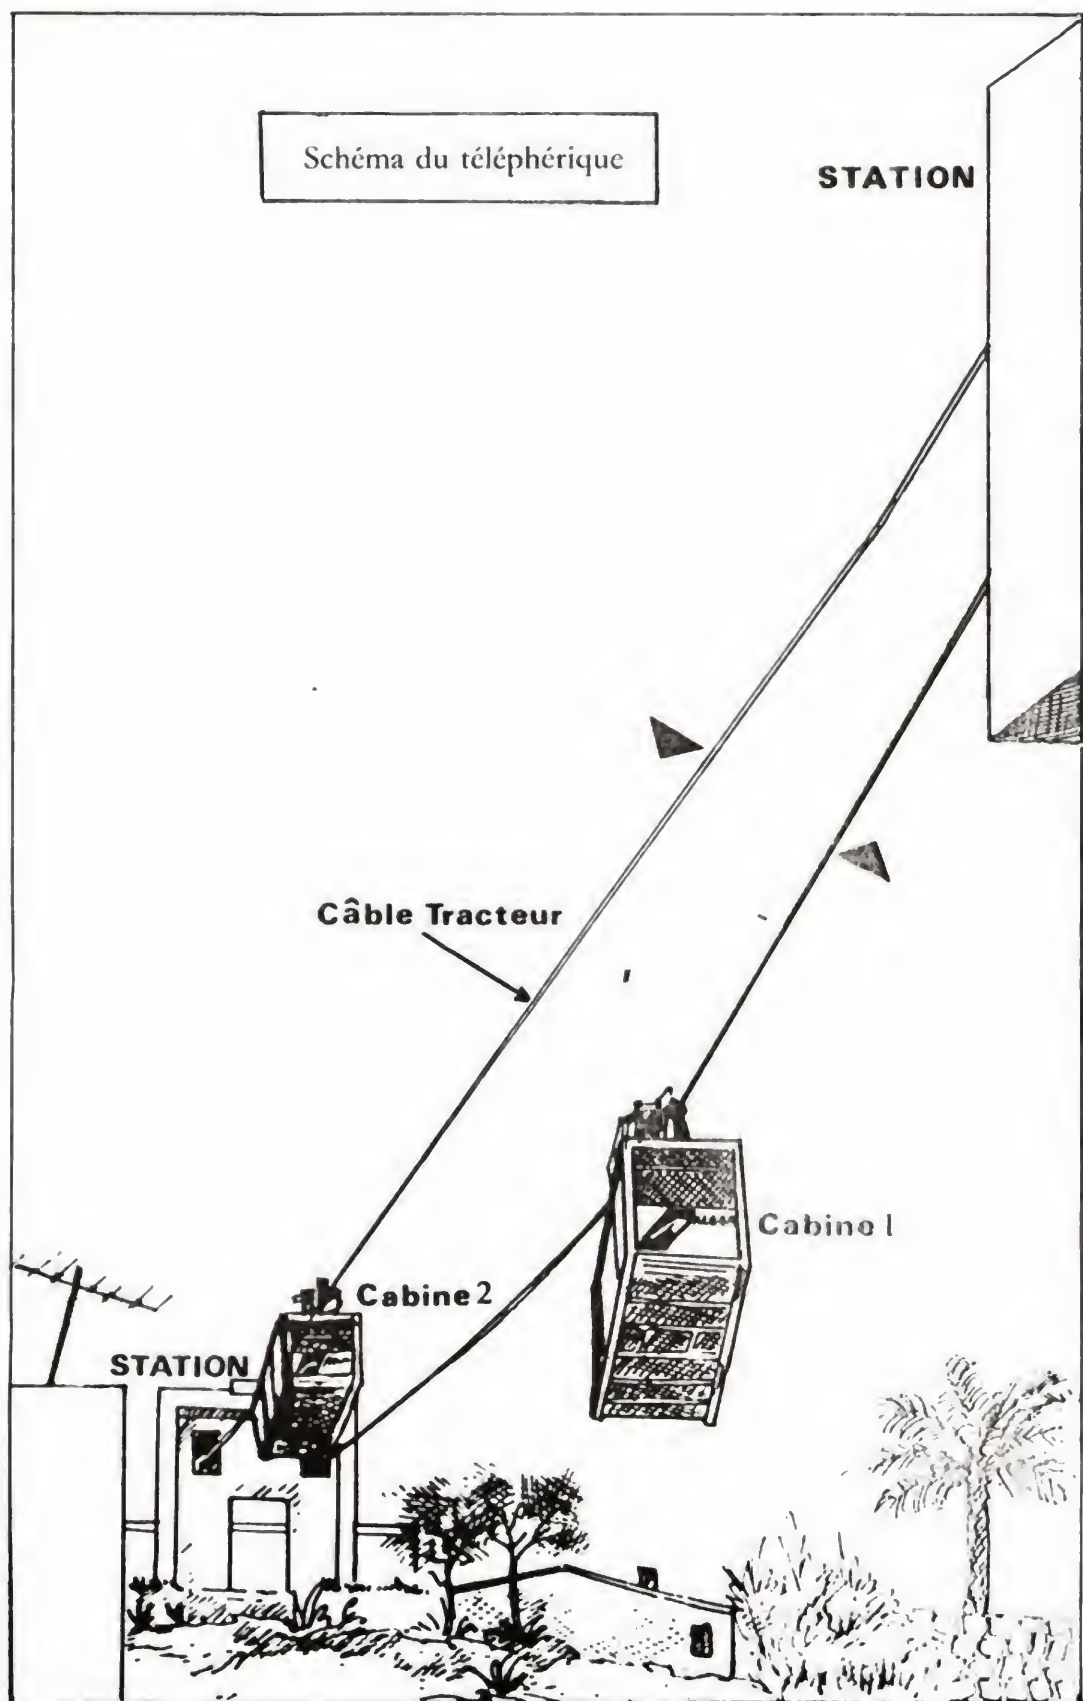 Schéma du téléphérique
STATION
Câble Tracteur
Cabine 1
Cabine 2
STATION